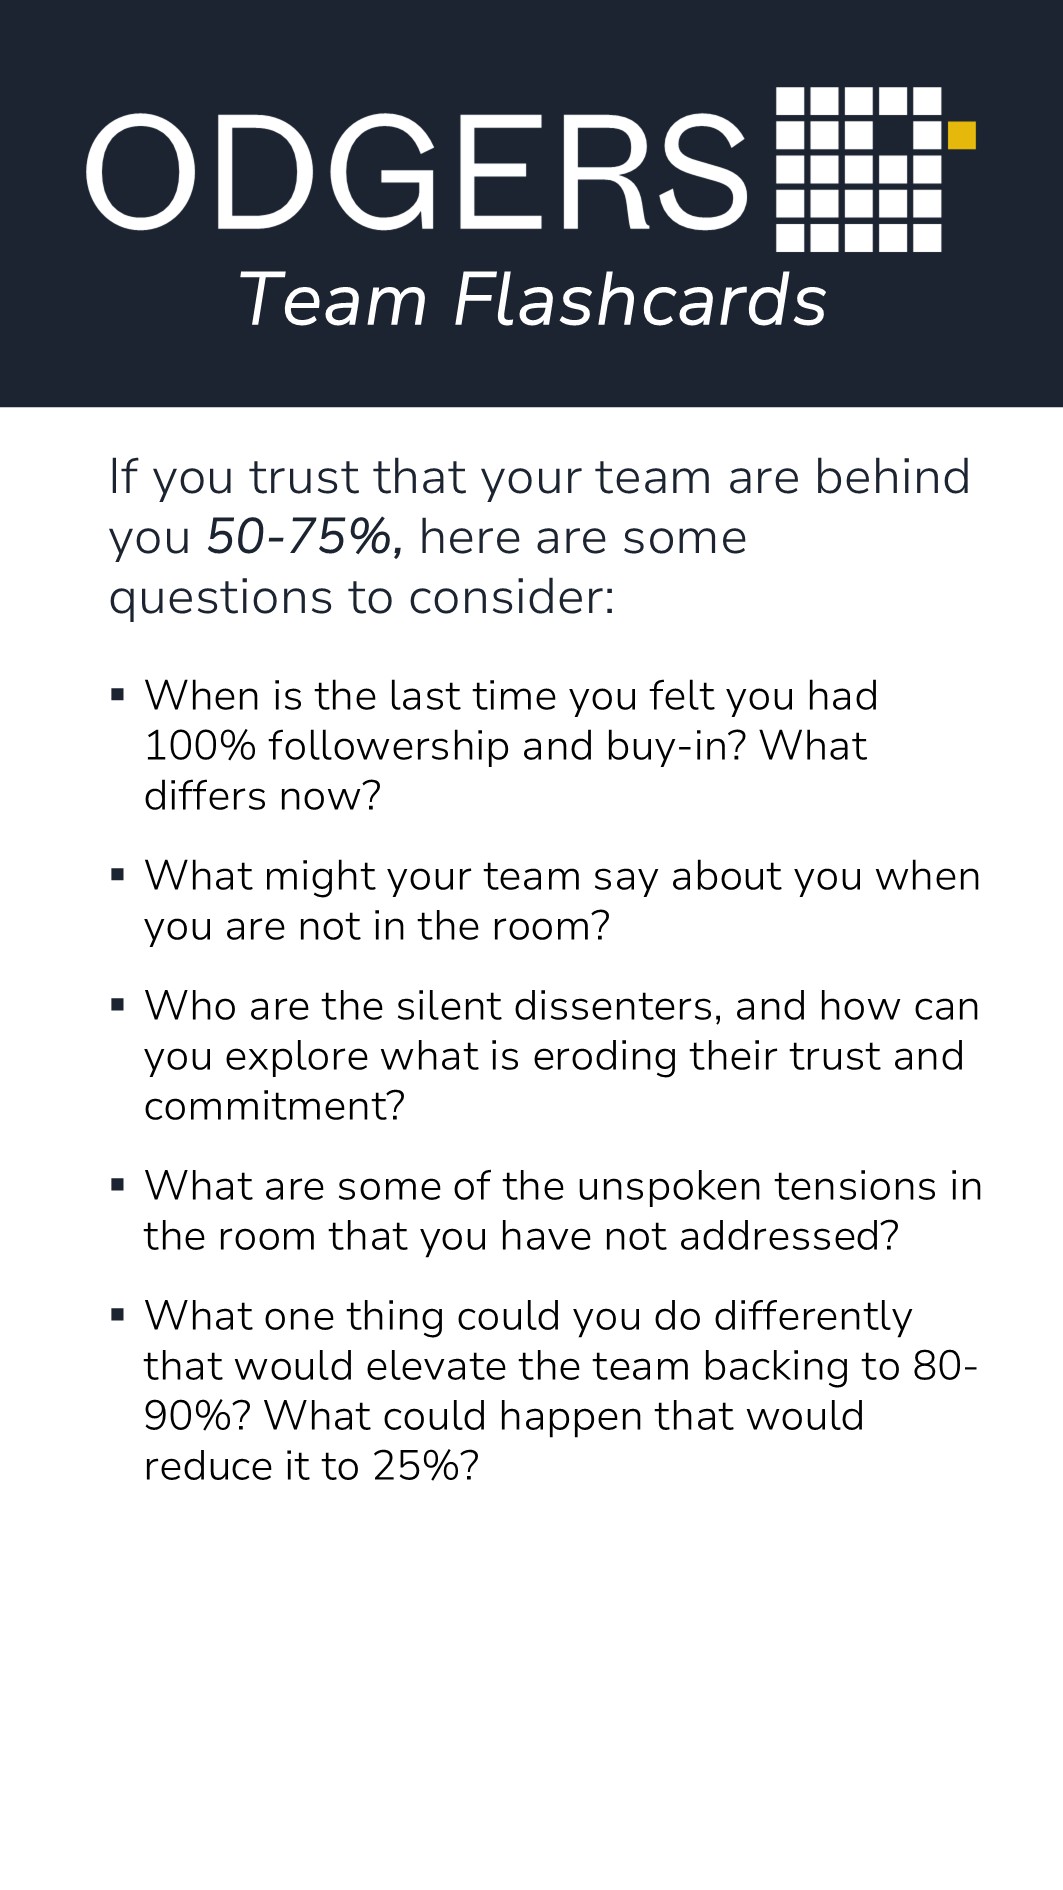 ODGERS
Team Flashcards
If you trust that your team are behind
you 50-75%, here are some
questions to consider:
▪ When is the last time you felt you had
100% followership and buy-in? What
differs now?
▪ What might your team say about you when
you are not in the room?
▪ Who are the silent dissenters, and how can
you explore what is eroding their trust and
commitment?
▪ What are some of the unspoken tensions in
the room that you have not addressed?
▪ What one thing could you do differently
that would elevate the team backing to 80-
90%? What could happen that would
reduce it to 25%?